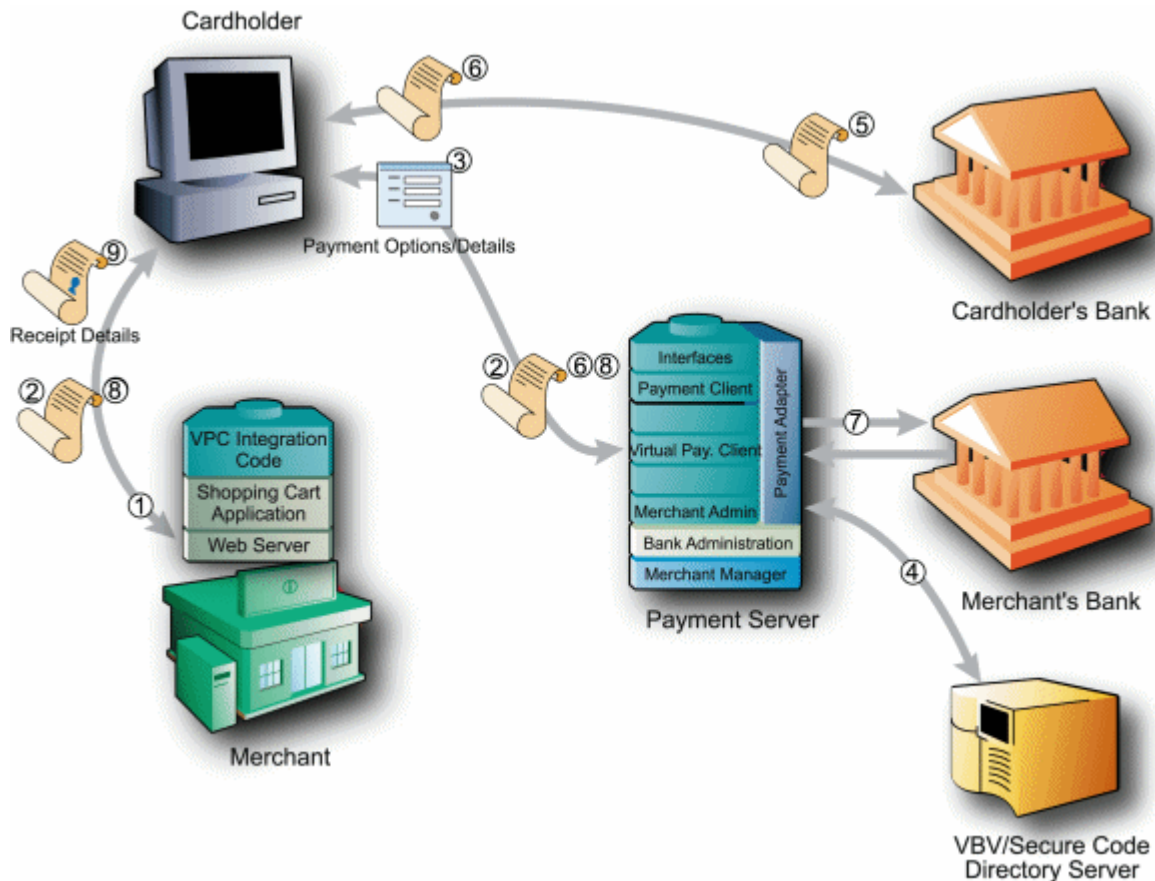 Cardholder
⑥
⑤
③
Payment Options/Details
Cardholder's Bank
⑨
Receipt Details
② ⑧
② ⑥ ⑧
Interfaces
Payment Client
Virtual Pay. Client
Merchant Admin
Payment Adapter
Bank Administration
Merchant Manager
Payment Server
⑦
Merchant's Bank
①
VPC Integration
Code
Shopping Cart
Application
Web Server
Merchant
④
VBV/Secure Code
Directory Server